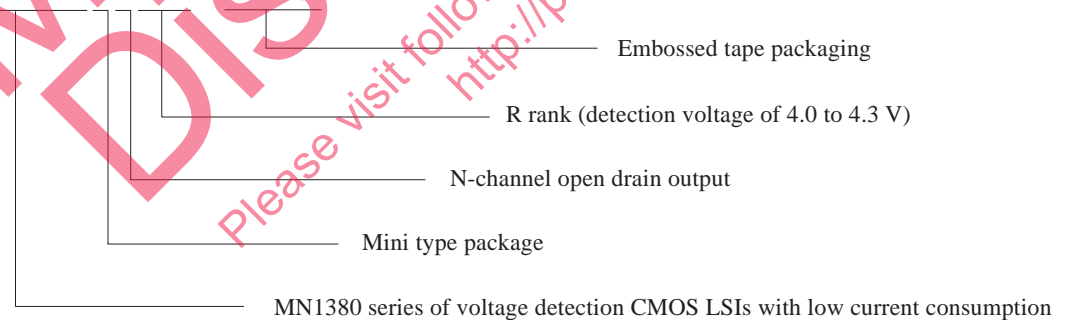 Embossed tape packaging
R rank (detection voltage of 4.0 to 4.3 V)
N-channel open drain output
Mini type package
MN1380 series of voltage detection CMOS LSIs with low current consumption
DIS
Please visit follo
http://p